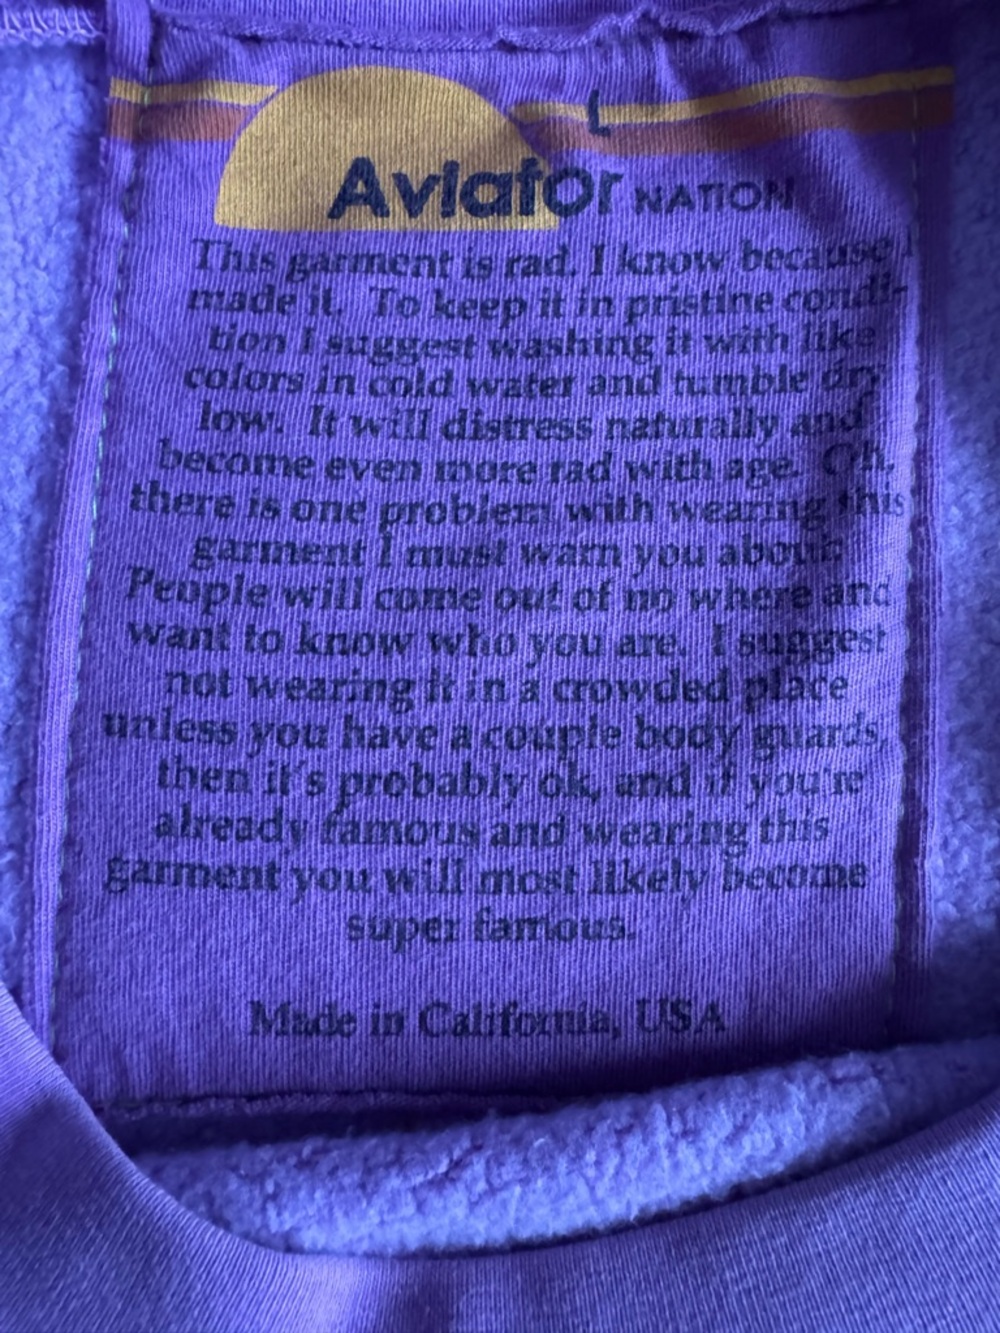 L
Aviator NATION
This garment is rad. I know because I
made it. To keep it in pristine condi-
tion I suggest washing it with like
colors in cold water and tumble dry
low. It will distress naturally and
become even more rad with age. Oh,
there is one problem with wearing this
garment I must warn you about:
People will come out of no where and
want to know who you are. I suggest
not wearing it in a crowded place
unless you have a couple body guards,
then it's probably ok, and if you're
already famous and wearing this
garment you will most likely become
super famous.
Made in California, USA